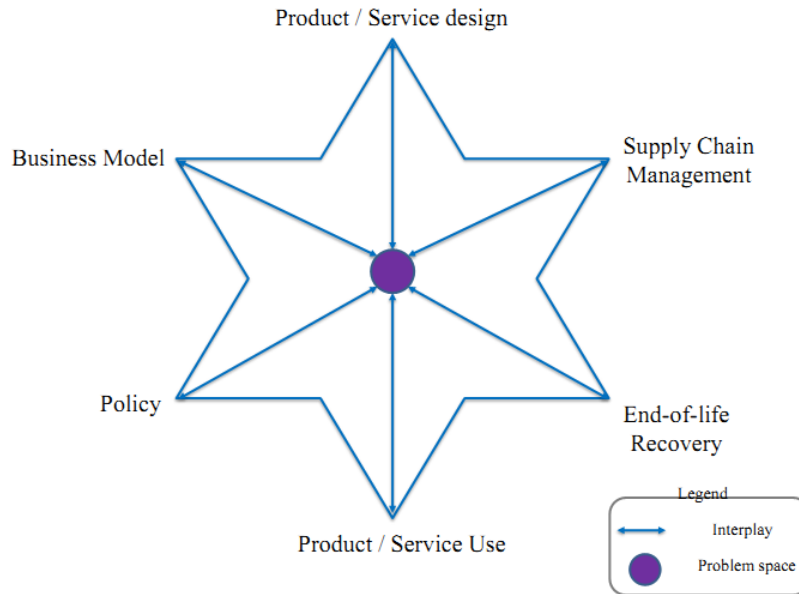 Product / Service design
Business Model
Supply Chain
Management
Policy
End-of-life
Recovery
Product / Service Use
Legend
Interplay
Problem space